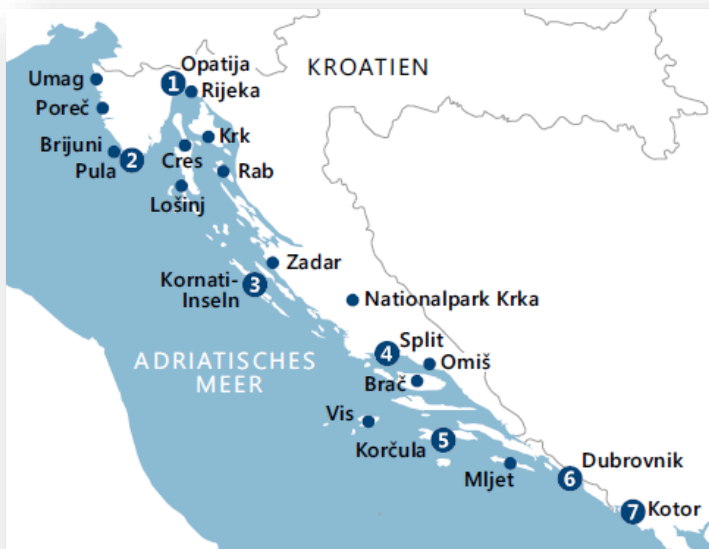 Opatija
KROATIEN
Umag
1
Rijeka
Poreč
Krk
Brijuni
Cres
Pula
2
Rab
Lošinj
Zadar
Kornati-
Inseln
3
Nationalpark Krka
Split
4
ADRIATISCHES
MEER
Omiš
Brač
Vis
5
Korčula
Dubrovnik
Mljet
6
Kotor
7